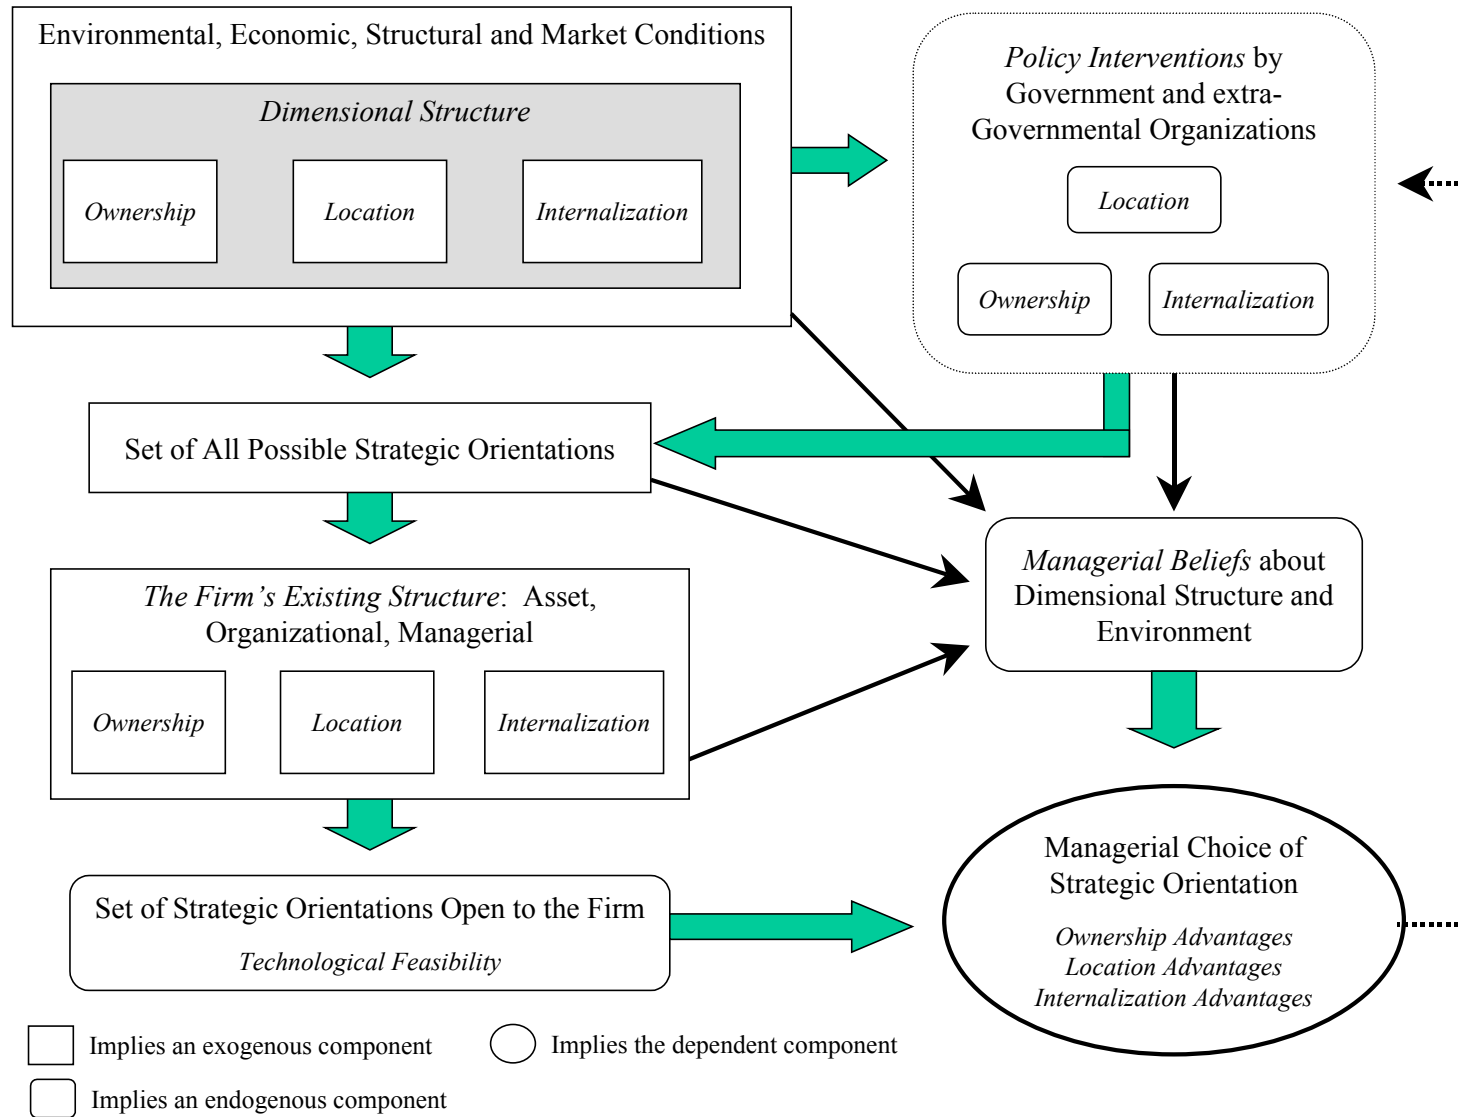 Environmental, Economic, Structural and Market Conditions
Dimensional Structure
Ownership
Location
Internalization
Policy Interventions by
Government and extra-
Governmental Organizations
Location
Ownership
Internalization
Set of All Possible Strategic Orientations
Managerial Beliefs about
Dimensional Structure and
Environment
The Firm's Existing Structure:  Asset,
Organizational, Managerial
Ownership
Location
Internalization
Set of Strategic Orientations Open to the Firm
Technological Feasibility
Managerial Choice of
Strategic Orientation
Ownership Advantages
Location Advantages
Internalization Advantages
Implies an exogenous component
Implies the dependent component
Implies an endogenous component